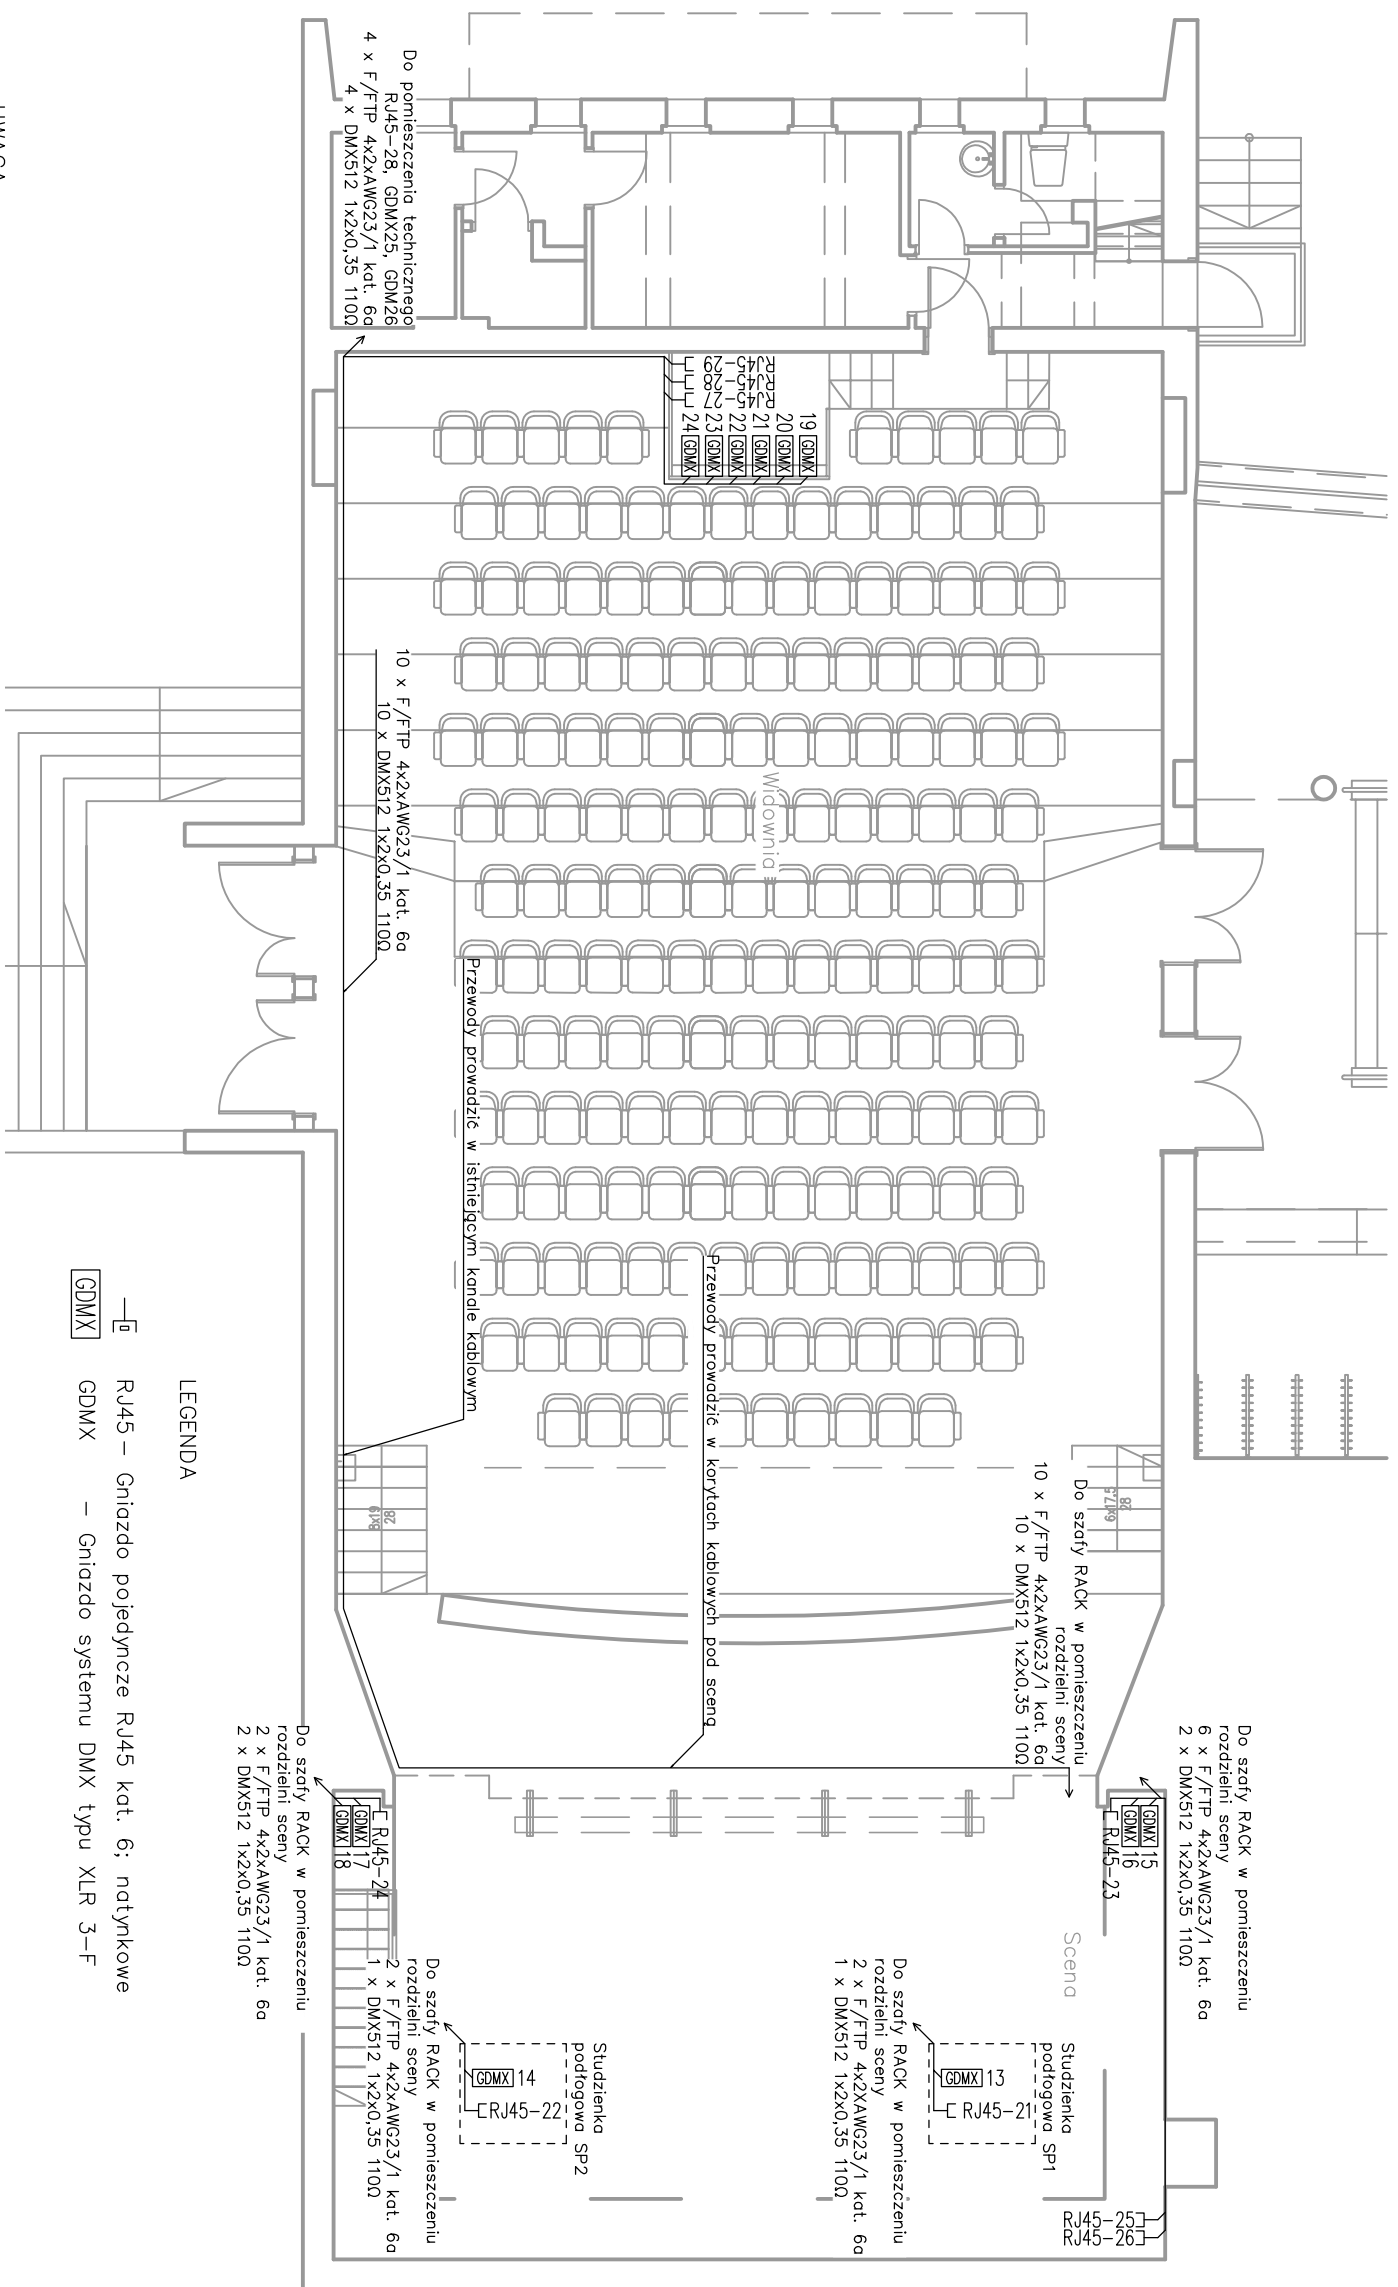 UWAGA
Do pomieszczenia technicznego
RJ45-28, GDMX25, GDM26
4 x F/FTP 4x2xAWG23/1 kat. 6a
4 x DMX512 1x2x0,35 110Ω
RJ45-29
RJ45-28
RJ45-27
19 GDMX
20 GDMX
21 GDMX
22 GDMX
23 GDMX
24 GDMX
10 x F/FTP 4x2xAWG23/1 kat. 6a
10 x DMX512 1x2x0,35 110Ω
Widownia
Przewody prowadzić w istniejącym kanale kablowym
Przewody prowadzić w korytach kablowych pod sceną
28
8x19
28
6x17.5
Do szafy RACK w pomieszczeniu
rozdzielni sceny
10 x F/FTP 4x2xAWG23/1 kat. 6a
10 x DMX512 1x2x0,35 110Ω
Do szafy RACK w pomieszczeniu
rozdzielni sceny
6 x F/FTP 4x2xAWG23/1 kat. 6a
2 x DMX512 1x2x0,35 110Ω
GDMX 15
GDMX 16
RJ45-23
RJ45-24
GDMX 17
GDMX 18
Do szafy RACK w pomieszczeniu
rozdzielni sceny
2 x F/FTP 4x2xAWG23/1 kat. 6a
2 x DMX512 1x2x0,35 110Ω
Scena
Studzienka
podłogowa SP1
GDMX 13
RJ45-21
Do szafy RACK w pomieszczeniu
rozdzielni sceny
2 x F/FTP 4x2XAWG23/1 kat. 6a
1 x DMX512 1x2x0,35 110Ω
Studzienka
podłogowa SP2
GDMX 14
RJ45-22
Do szafy RACK w pomieszczeniu
rozdzielni sceny
2 x F/FTP 4x2xAWG23/1 kat. 6a
1 x DMX512 1x2x0,35 110Ω
RJ45-25
RJ45-26
LEGENDA
RJ45 - Gniazdo pojedyncze RJ45 kat. 6; natynkowe
GDMX GDMX - Gniazdo systemu DMX typu XLR 3-F